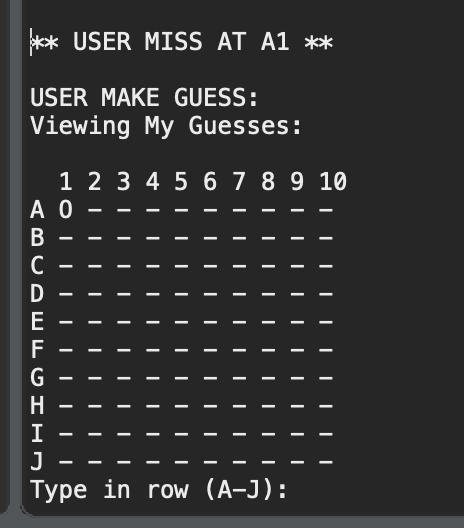 ** USER MISS AT A1 **
USER MAKE GUESS:
Viewing My Guesses:
1 2 3 4 5 6 7 8 9 10
A O - - - - - - - - -
B - - - - - - - - - -
C - - - - - - - - - -
D - - - - - - - - - -
E - - - - - - - - - -
F - - - - - - - - - -
G - - - - - - - - - -
H - - - - - - - - - -
I - - - - - - - - - -
J - - - - - - - - - -
Type in row (A-J):